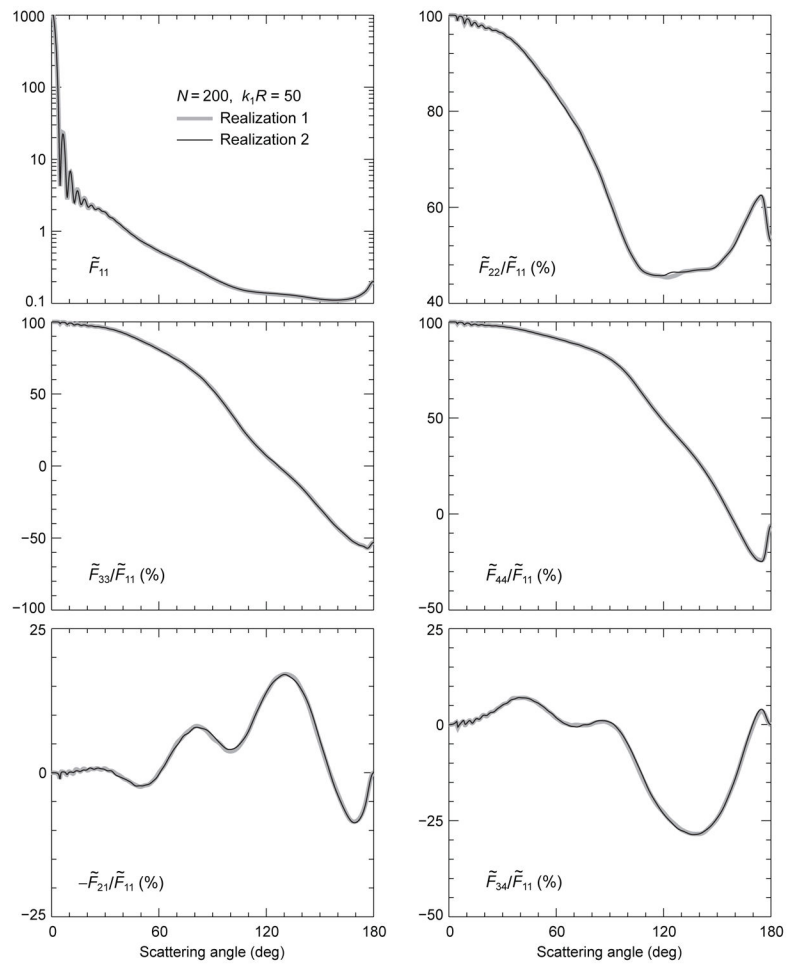 1000
100
10
1
0.1
N = 200, k₁R = 50
Realization 1
Realization 2
F̃₁₁
100
80
60
40
F̃₂₂/F̃₁₁ (%)
100
50
0
−50
−100
F̃₃₃/F̃₁₁ (%)
100
50
0
−50
F̃₄₄/F̃₁₁ (%)
25
0
−25
−F̃₂₁/F̃₁₁ (%)
0 60 120 180
Scattering angle (deg)
25
0
−25
−50
F̃₃₄/F̃₁₁ (%)
0 60 120 180
Scattering angle (deg)